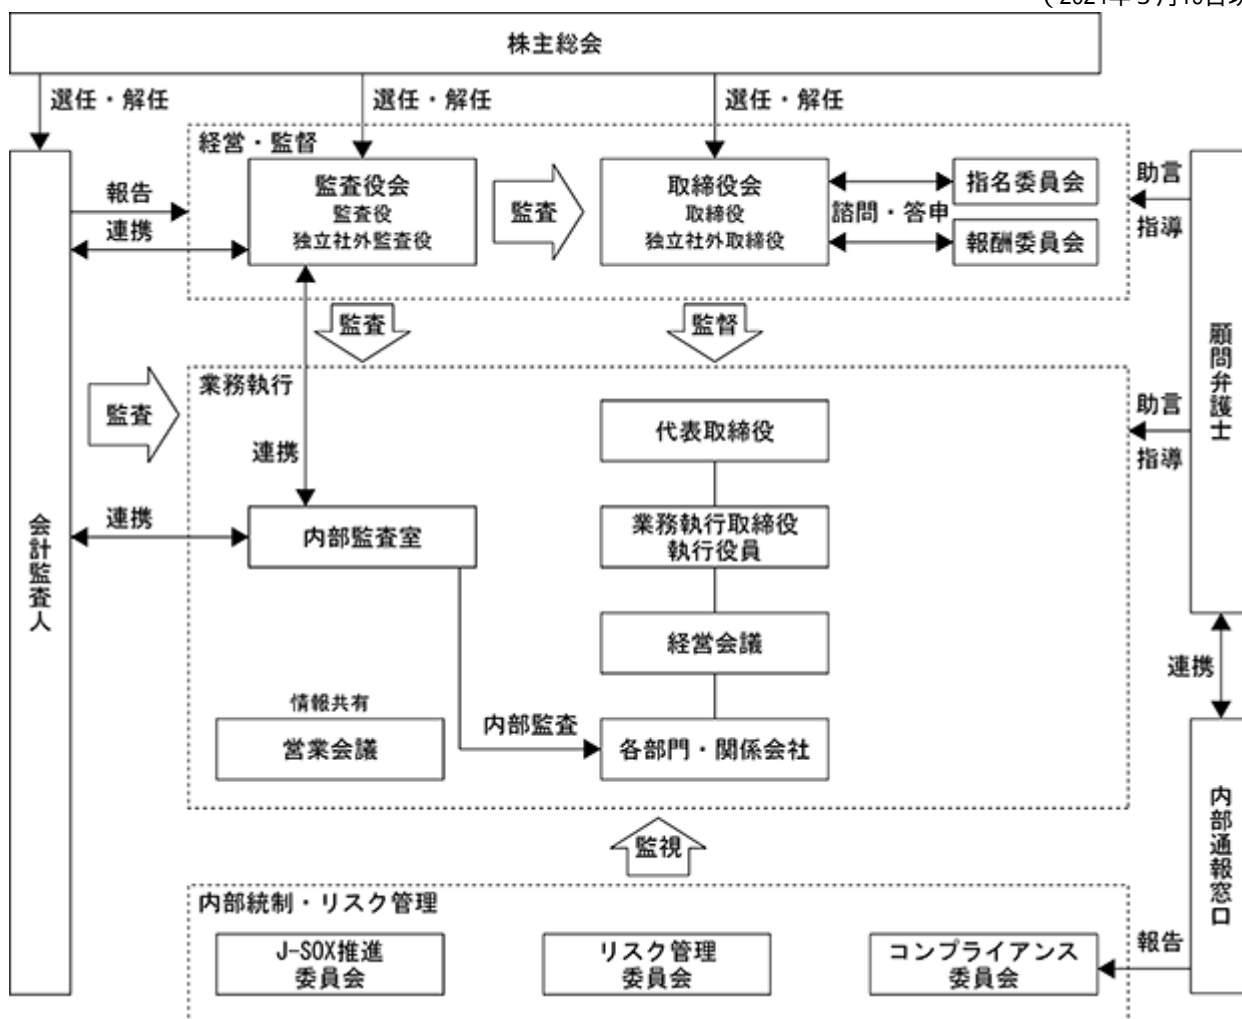 株主総会
選任・解任
選任・解任
選任・解任
経営・監督
監査役会
監査役
独立社外監査役
監査
取締役会
取締役
独立社外取締役
諮問・答申
指名委員会
報酬委員会
報告
連携
助言
指導
監査
監督
業務執行
監査
連携
連携
内部監査室
代表取締役
業務執行取締役
執行役員
経営会議
情報共有
営業会議
内部監査
各部門・関係会社
助言
指導
顧問弁護士
連携
会計監査人
監視
内部統制・リスク管理
J-SOX推進
委員会
リスク管理
委員会
コンプライアンス
委員会
報告
内部通報窓口